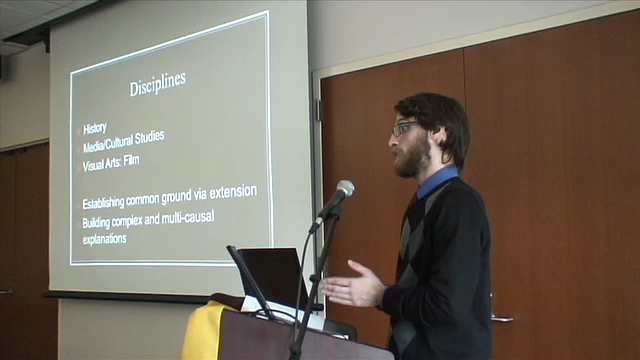 Disciplines
History
Media/Cultural Studies
Visual Arts: Film
Establishing common ground via extension
Building complex and multi-causal
explanations